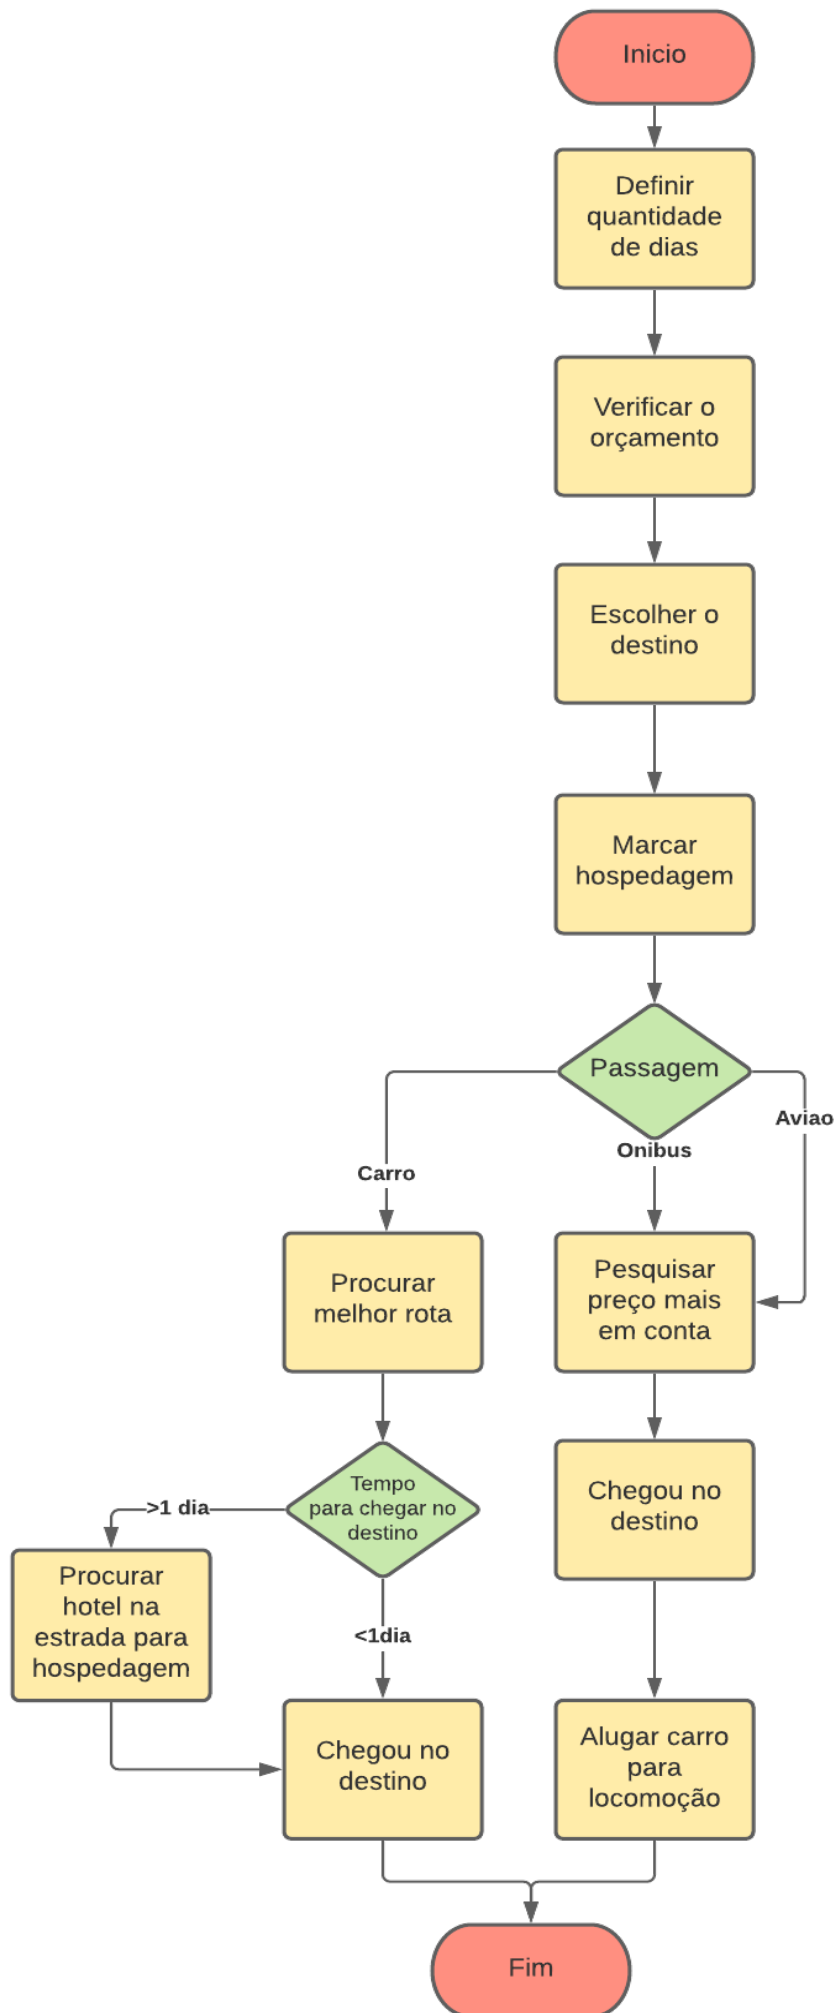 Inicio
Definir
quantidade
de dias
Verificar o
orçamento
Escolher o
destino
Marcar
hospedagem
Passagem
Aviao
Onibus
Carro
Procurar
melhor rota
Pesquisar
preço mais
em conta
Tempo
para chegar no
destino
>1 dia
<1dia
Chegou no
destino
Procurar
hotel na
estrada para
hospedagem
Chegou no
destino
Alugar carro
para
locomoção
Fim